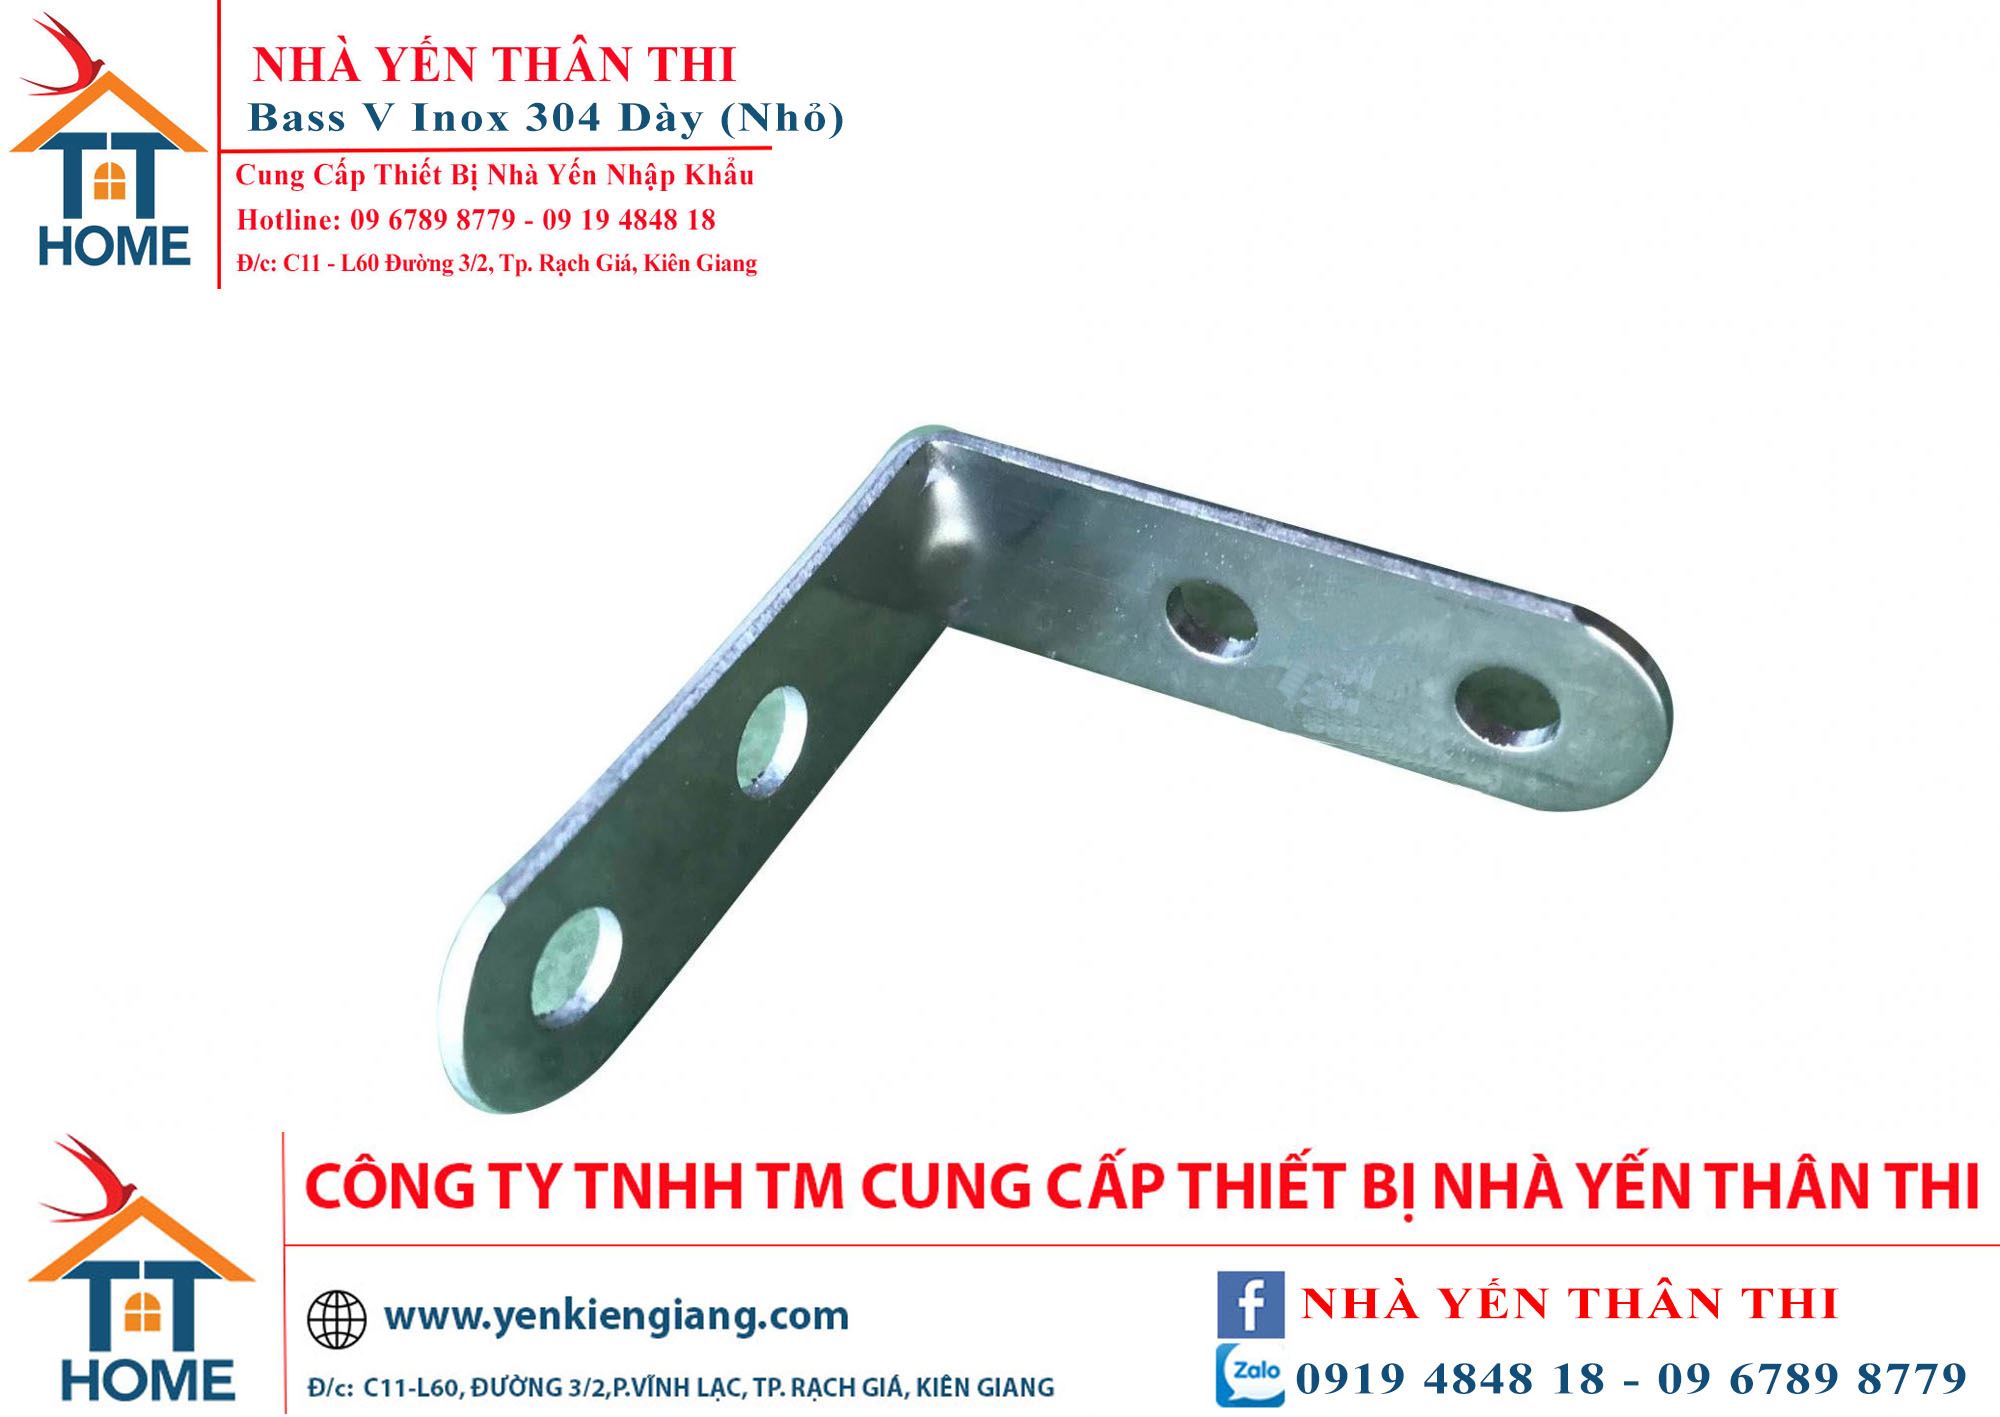 NHÀ YẾN THÂN THI
Bass V Inox 304 Dày (Nhỏ)
Cung Cấp Thiết Bị Nhà Yến Nhập Khẩu
Hotline: 09 6789 8779 - 09 19 4848 18
Đ/c: C11 - L60 Đường 3/2, Tp. Rạch Giá, Kiên Giang
TT
HOME
CÔNG TY TNHH TM CUNG CẤP THIẾT BỊ NHÀ YẾN THÂN THI
TT
HOME
www.yenkiengiang.com
Đ/c: C11-L60, ĐƯỜNG 3/2,P.VĨNH LẠC, TP. RẠCH GIÁ, KIÊN GIANG
f NHÀ YẾN THÂN THI
Zalo 0919 4848 18 - 09 6789 8779